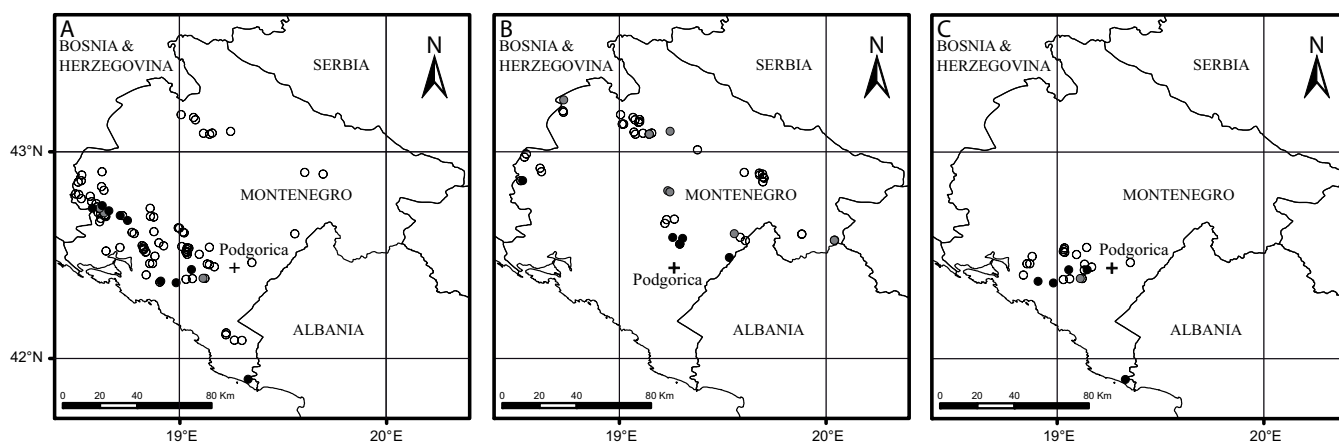 A
BOSNIA &
HERZEGOVINA
SERBIA
N
MONTENEGRO
Podgorica
ALBANIA
0 20 40 80 Km
43°N
42°N
19°E 20°E
B
BOSNIA &
HERZEGOVINA
SERBIA
N
MONTENEGRO
Podgorica
ALBANIA
0 20 40 80 Km
19°E 20°E
C
BOSNIA &
HERZEGOVINA
SERBIA
N
MONTENEGRO
Podgorica
ALBANIA
0 20 40 80 Km
19°E 20°E